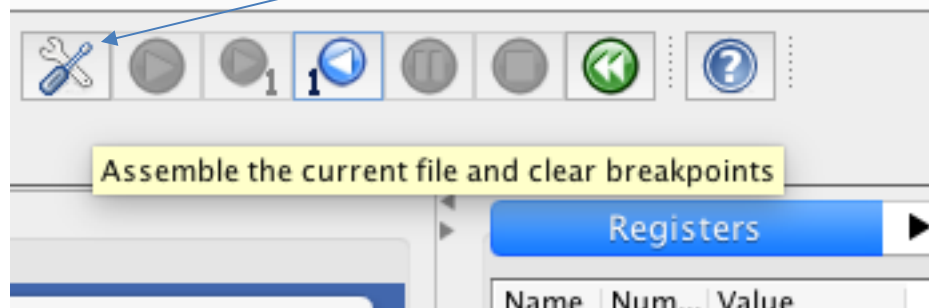 1
1
?
Assemble the current file and clear breakpoints
Registers
Name Num... Value